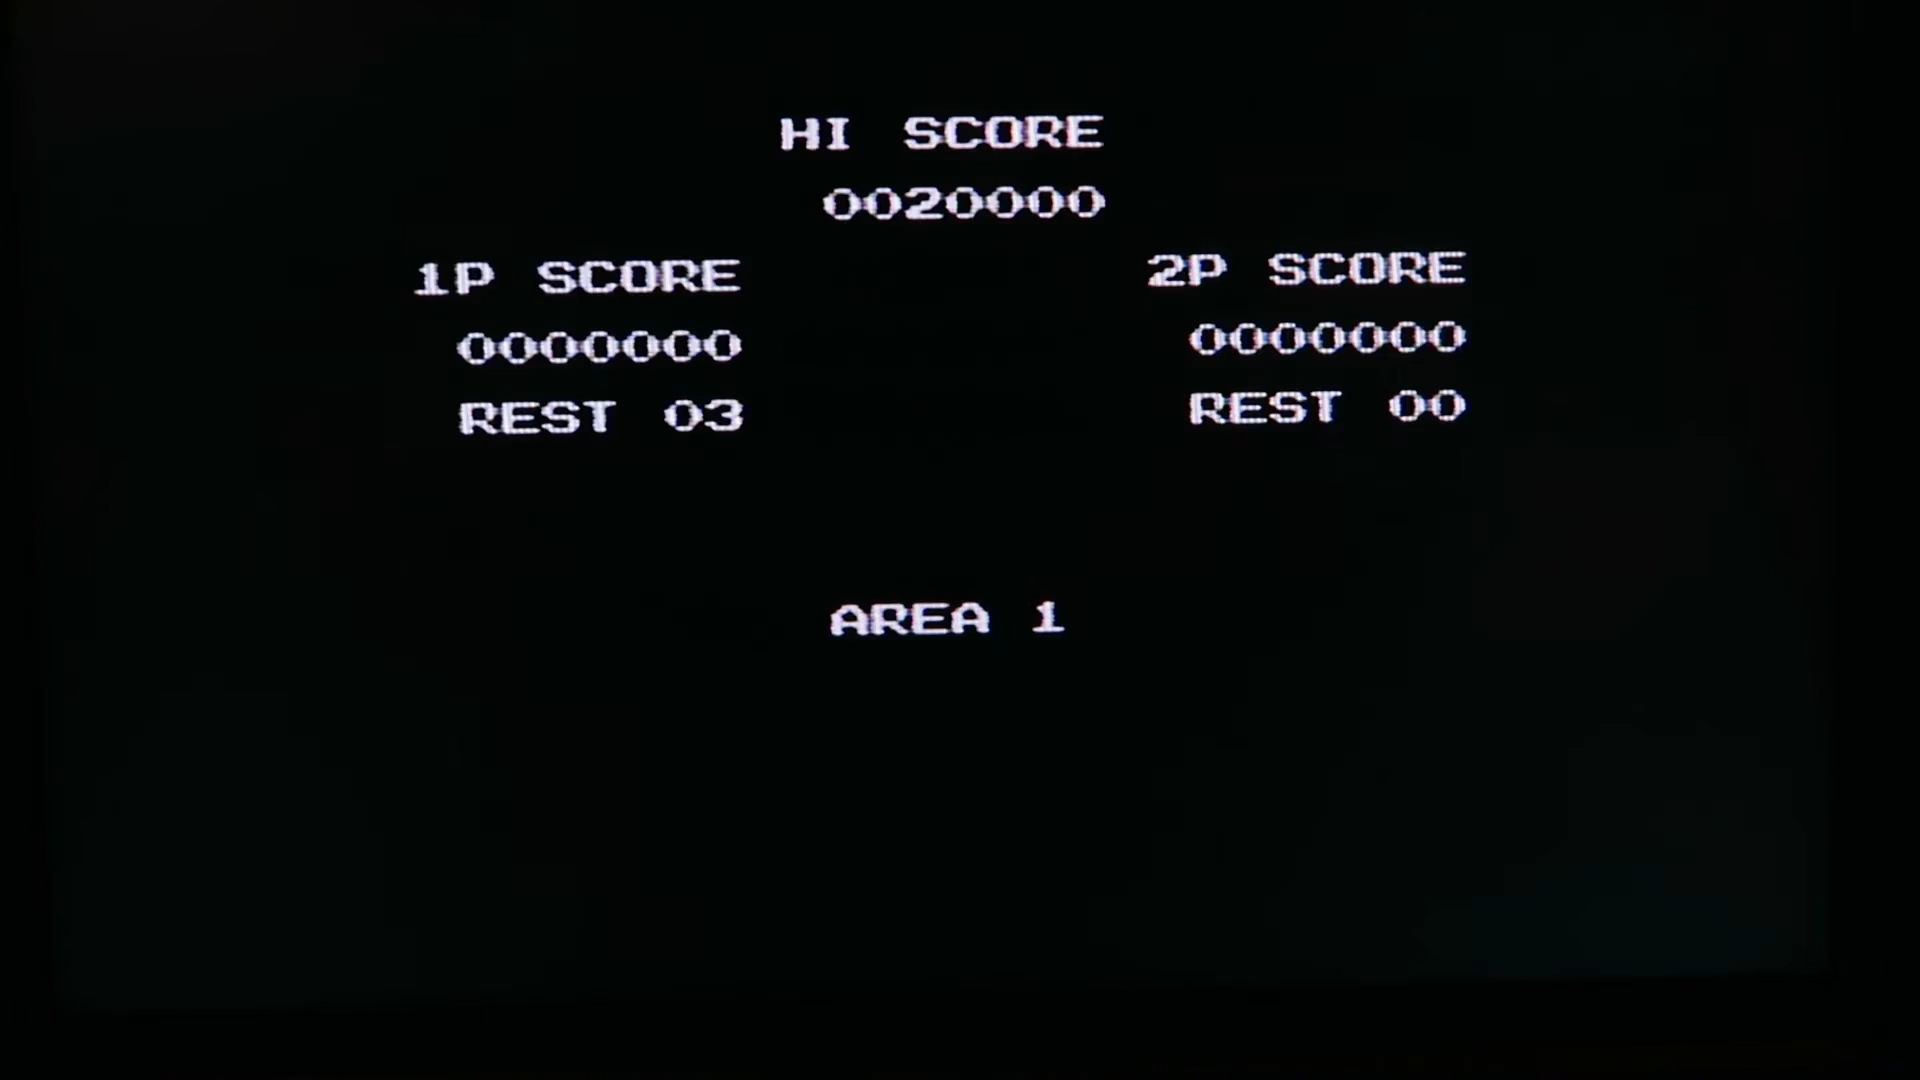 HI SCORE
0020000
1P SCORE 2P SCORE
0000000 0000000
REST 03 REST 00
AREA 1